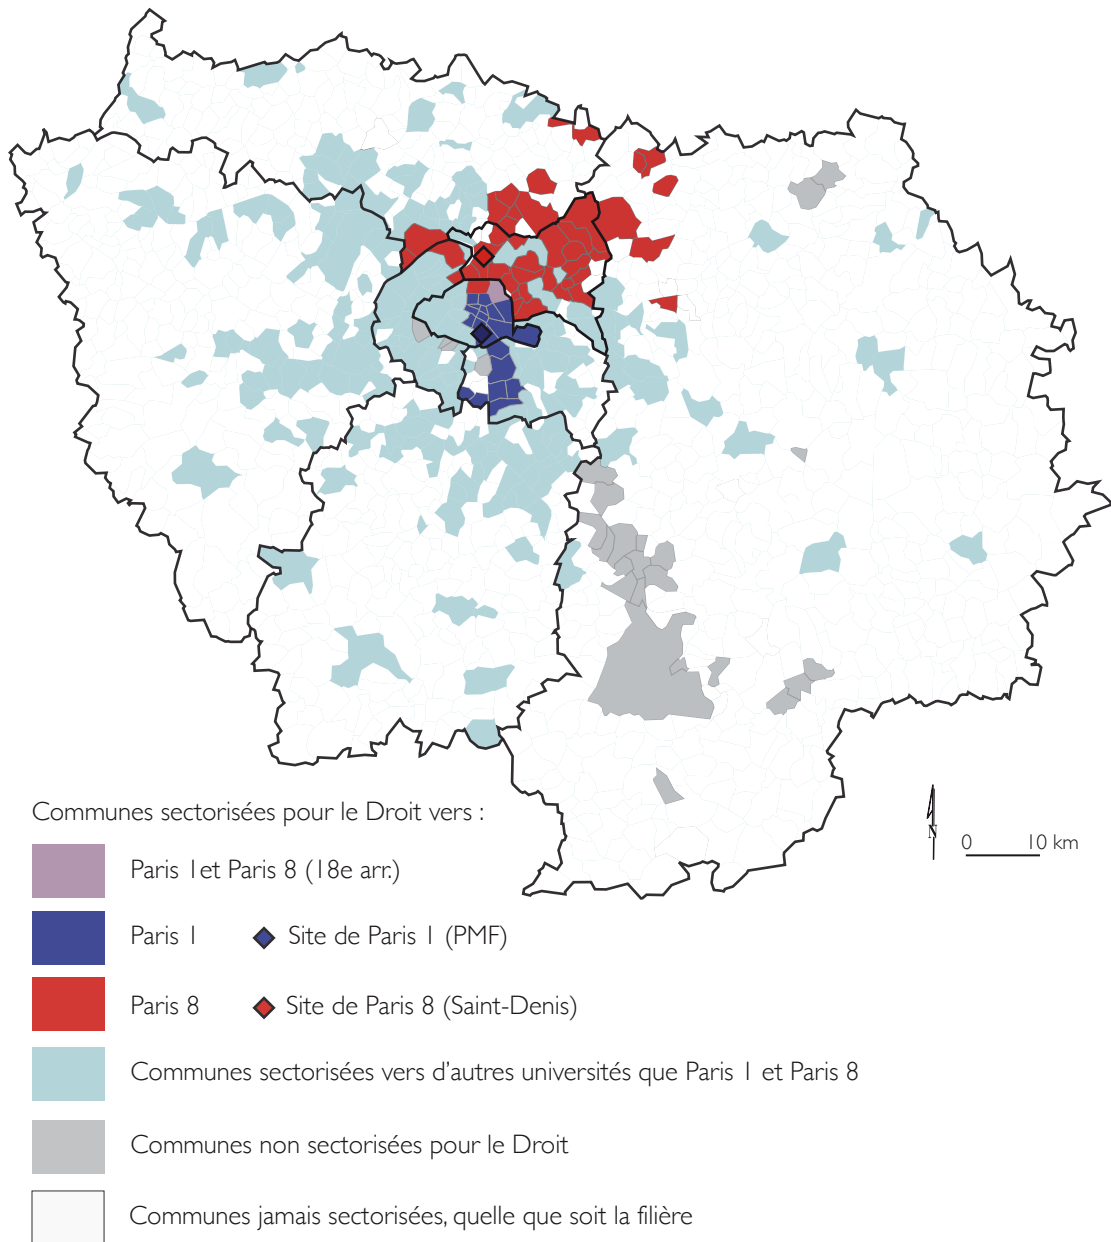 Communes sectorisées pour le Droit vers :
N
0 10 km
Paris 1et Paris 8 (18e arr.)
Paris 1 Site de Paris 1 (PMF)
Paris 8 Site de Paris 8 (Saint-Denis)
Communes sectorisées vers d'autres universités que Paris 1 et Paris 8
Communes non sectorisées pour le Droit
Communes jamais sectorisées, quelle que soit la filière